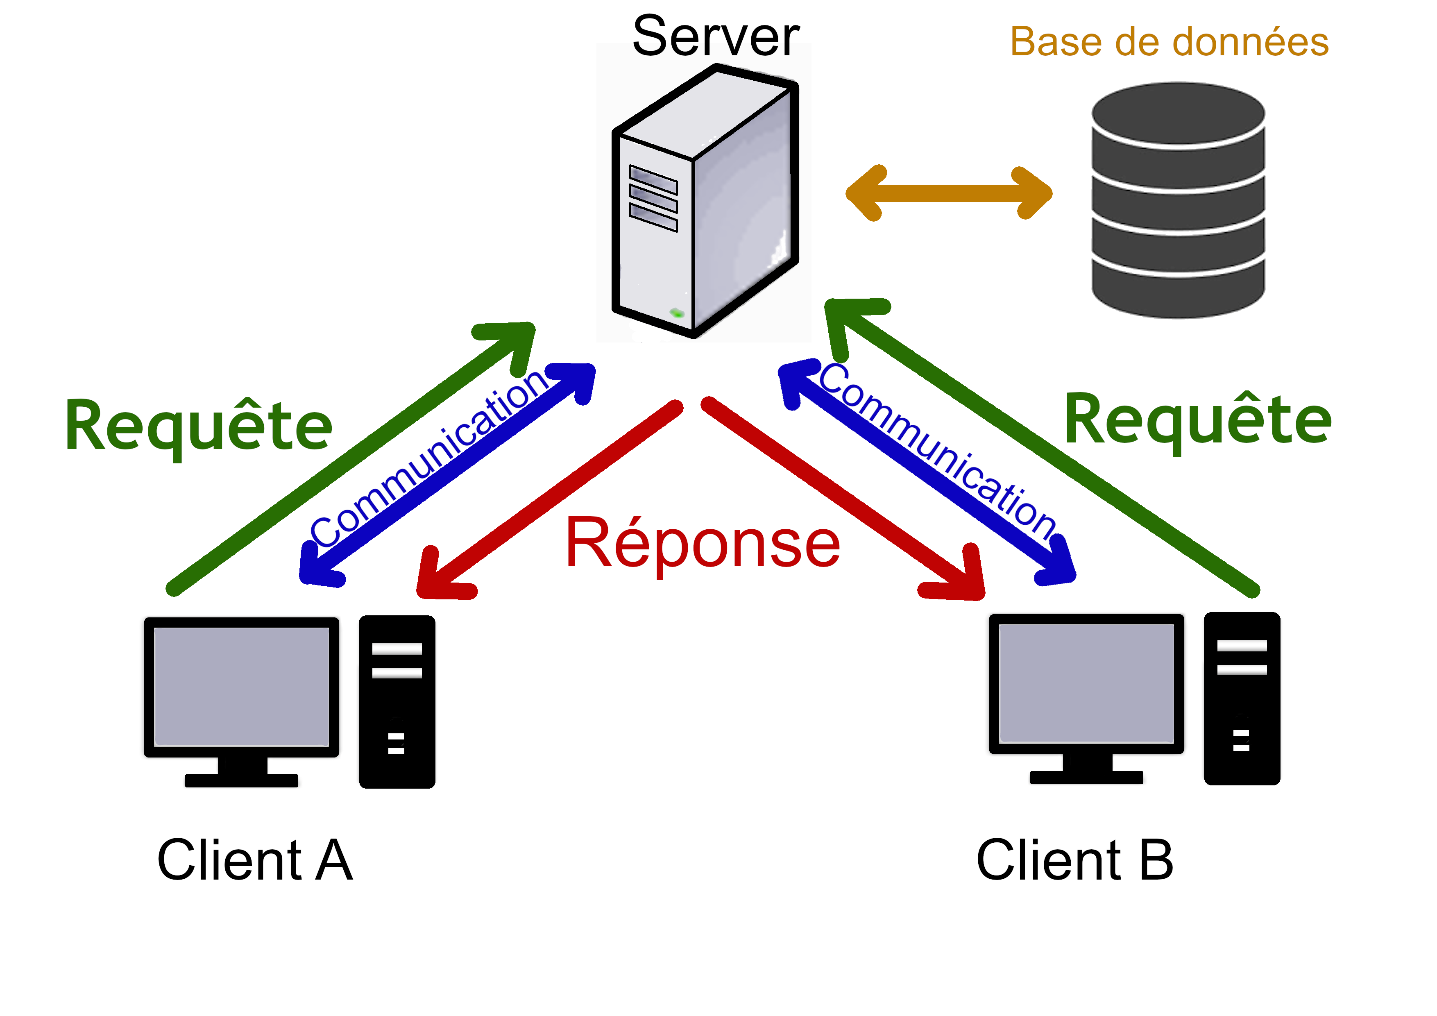 Server
Base de données
Requête
Communication
Communication
Requête
Réponse
Client A
Client B